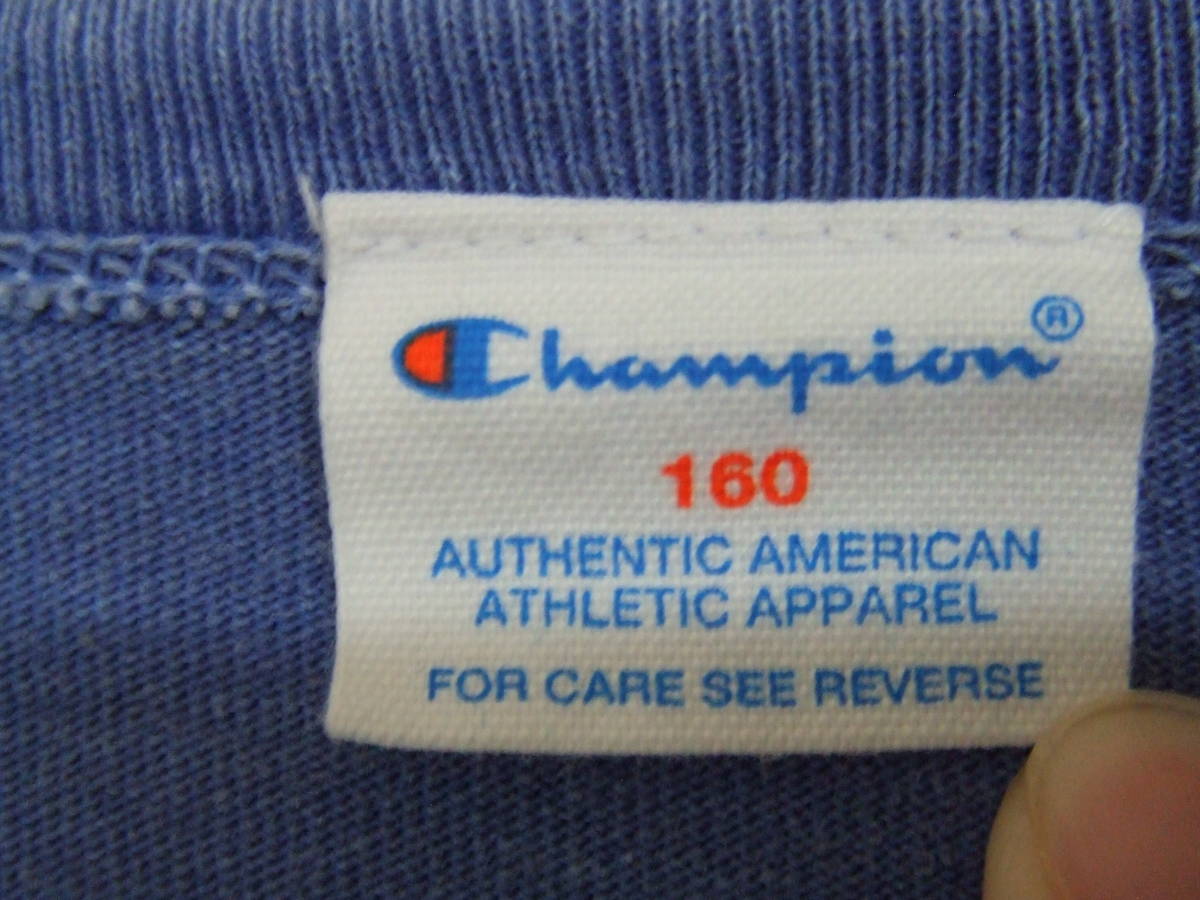 Champion®
160
AUTHENTIC AMERICAN
ATHLETIC APPAREL
FOR CARE SEE REVERSE